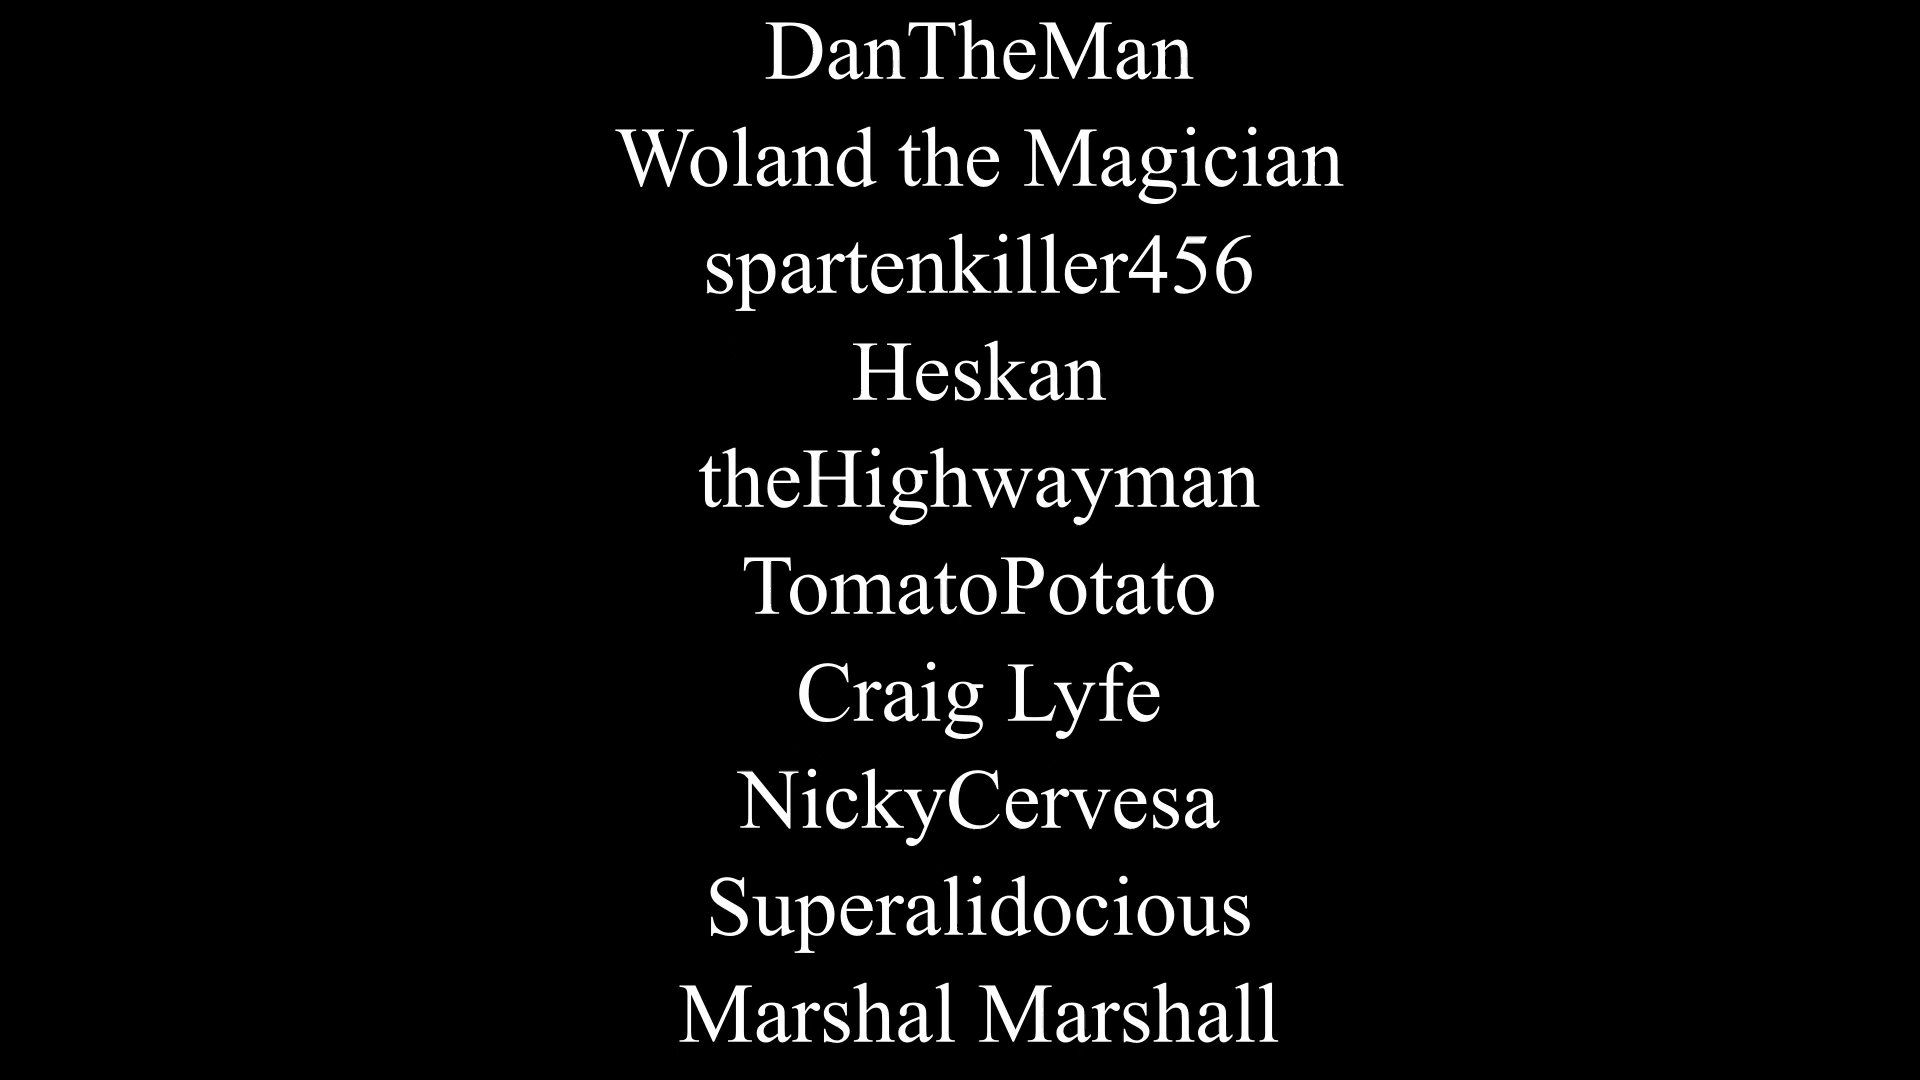 DanTheMan
Woland the Magician
spartenkiller456
Heskan
theHighwayman
TomatoPotato
Craig Lyfe
NickyCervesa
Superalidocious
Marshal Marshall